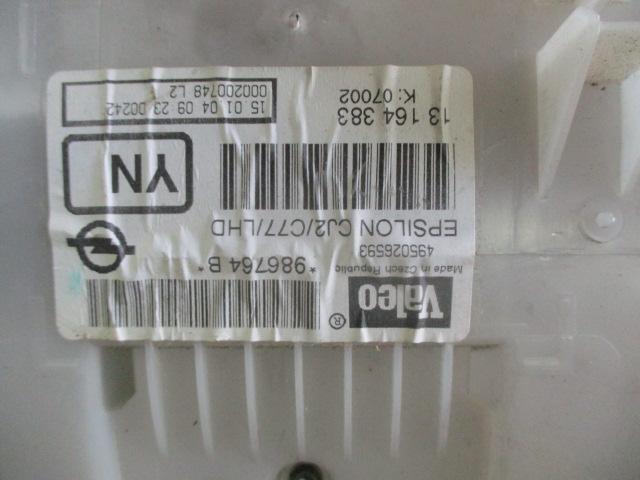 Valeo ®
Made in Czech Republic
495026593
*986764 B*
EPSILON CJ2/C77/LHD
YN
13 164 383
K: 07002
15 01 04 09 23 00242
000200748 L2